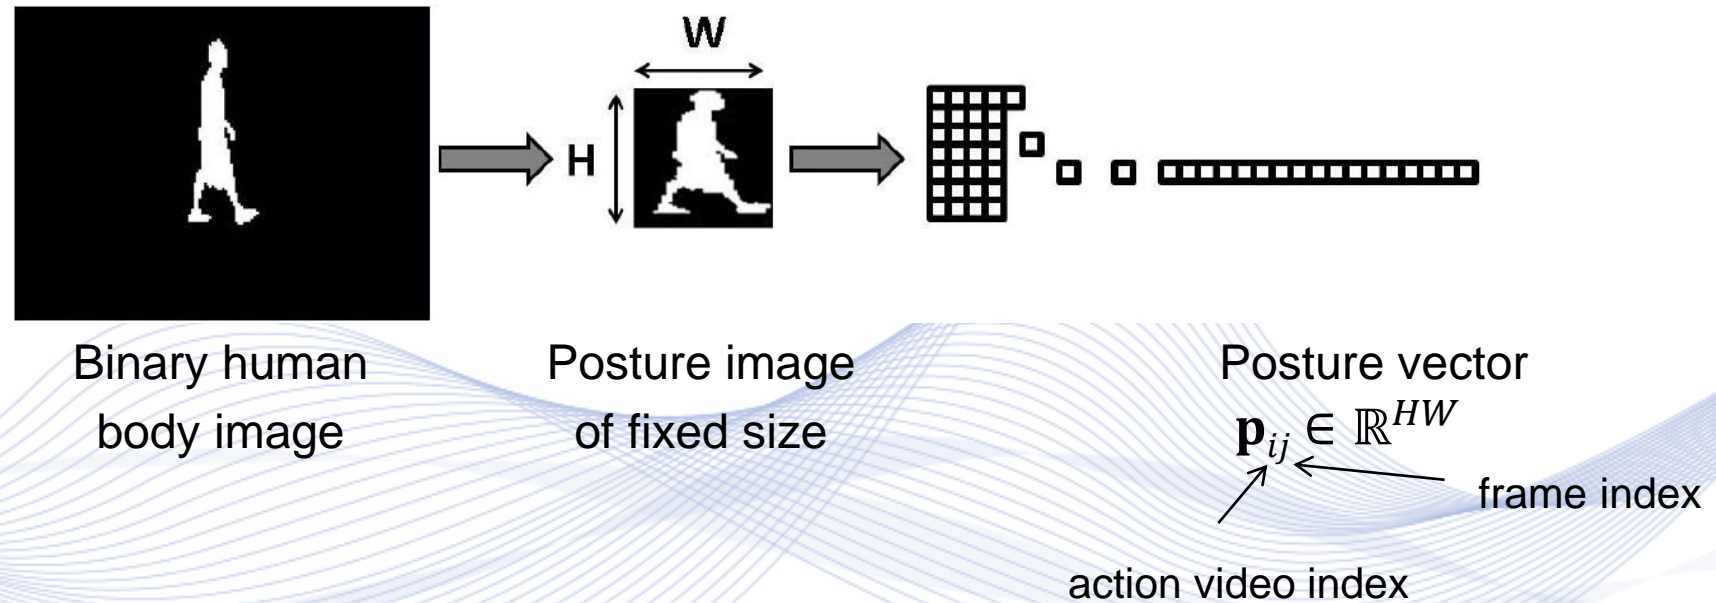 W
H
Binary human
body image
Posture image
of fixed size
Posture vector
𝐩𝑖𝑗 ∈ ℝ𝐻𝑊
frame index
action video index